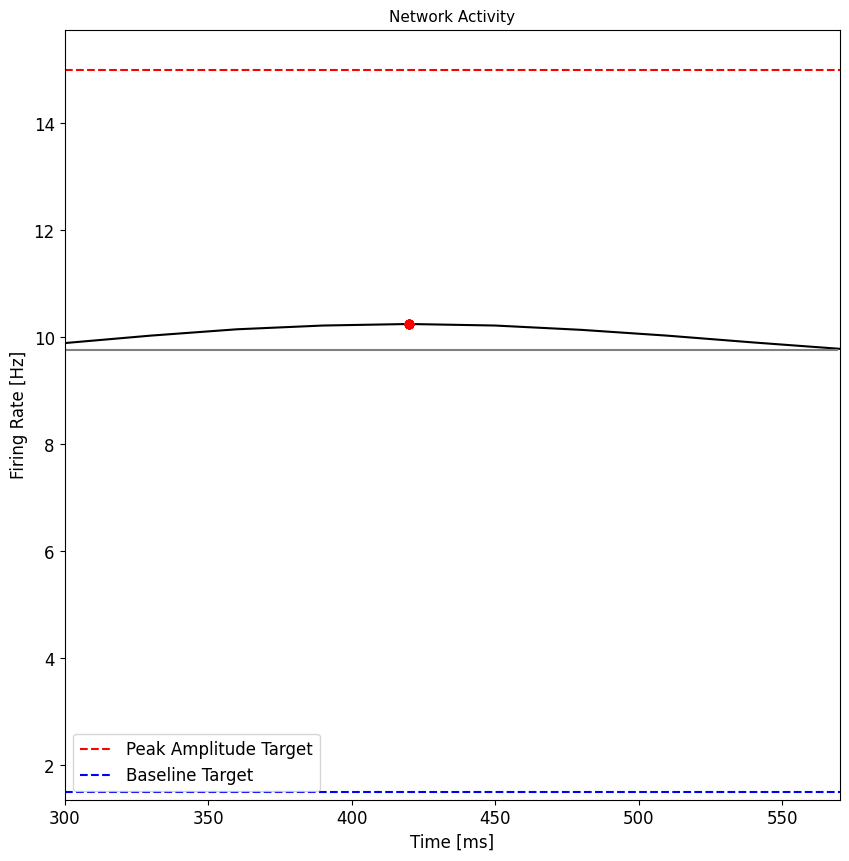 Network Activity
Firing Rate [Hz]
14
12
10
8
6
4
2
Peak Amplitude Target
Baseline Target
300
350
400
450
500
550
Time [ms]